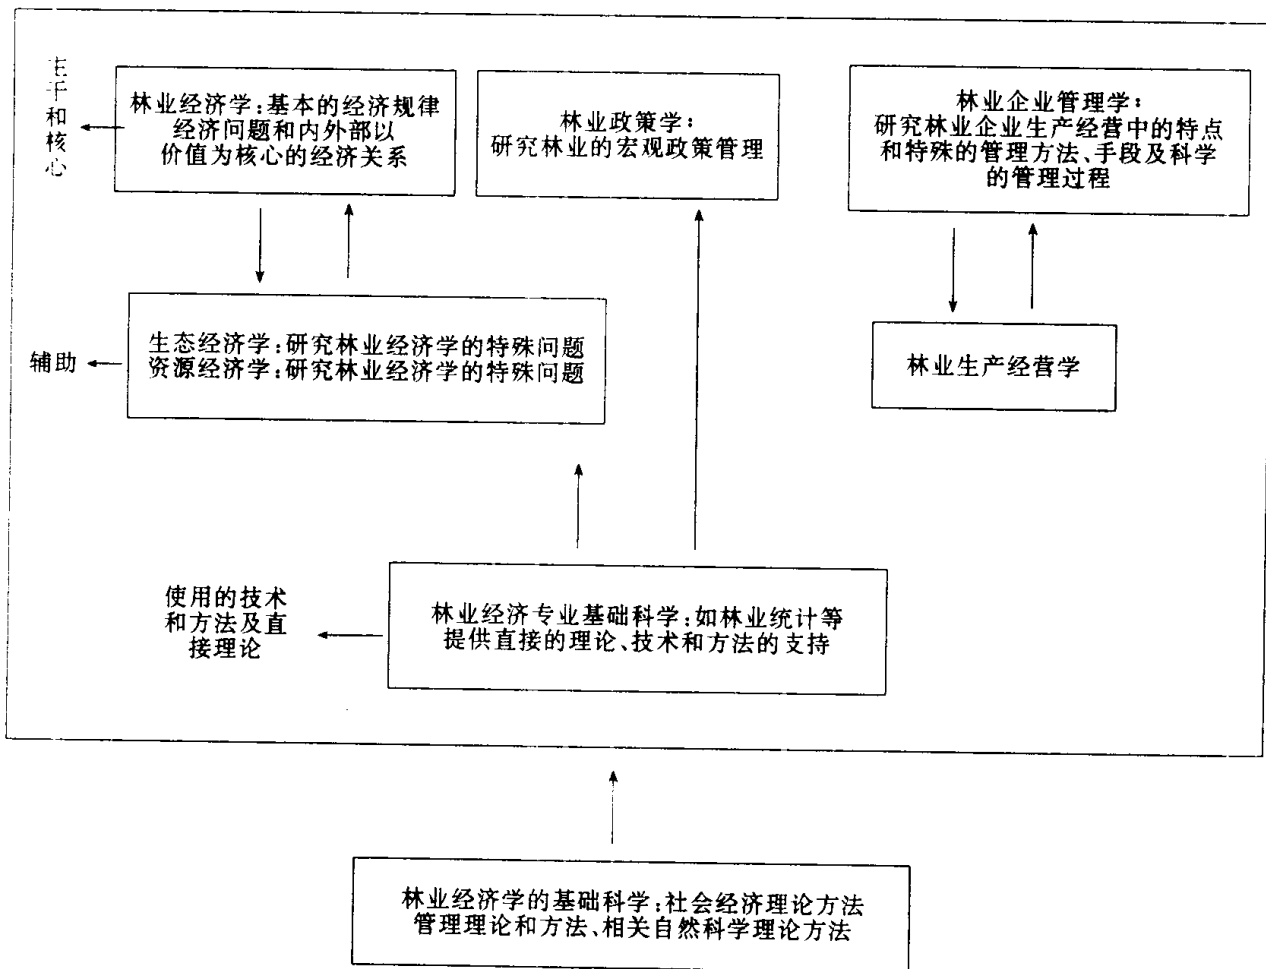 主
干
和
核
心
林业经济学:基本的经济规律
经济问题和内外部以
价值为核心的经济关系
林业政策学:
研究林业的宏观政策管理
林业企业管理学:
研究林业企业生产经营中的特点
和特殊的管理方法、手段及科学
的管理过程
辅助
生态经济学:研究林业经济学的特殊问题
资源经济学:研究林业经济学的特殊问题
林业生产经营学
使用的技术
和方法及直
接理论
林业经济专业基础科学:如林业统计等
提供直接的理论、技术和方法的支持
林业经济学的基础科学:社会经济理论方法
管理理论和方法、相关自然科学理论方法